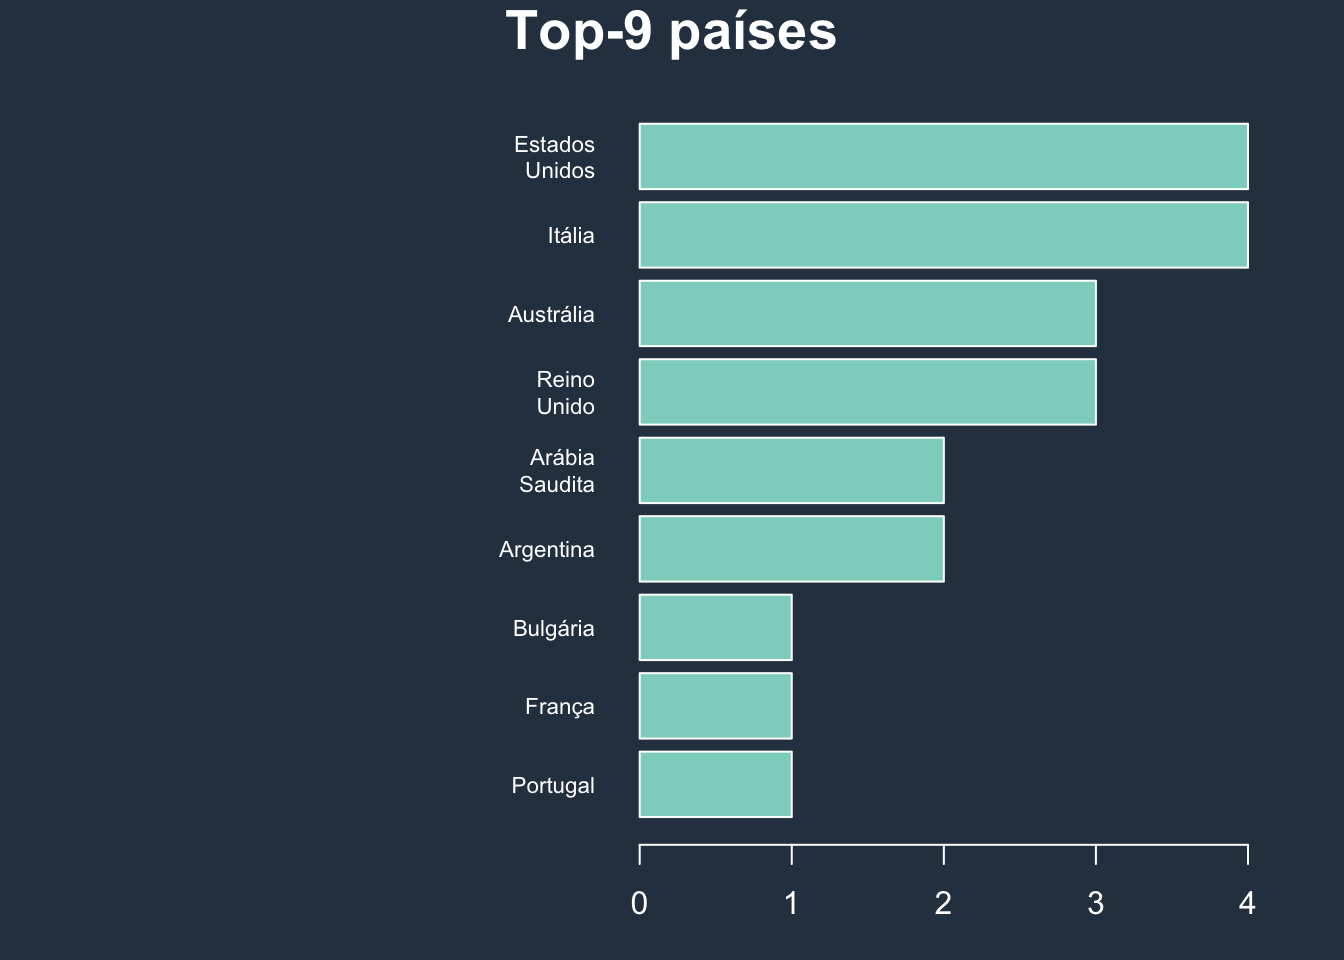 Top-9 países
Estados
Unidos
Itália
Austrália
Reino
Unido
Arábia
Saudita
Argentina
Bulgária
França
Portugal
0 1 2 3 4